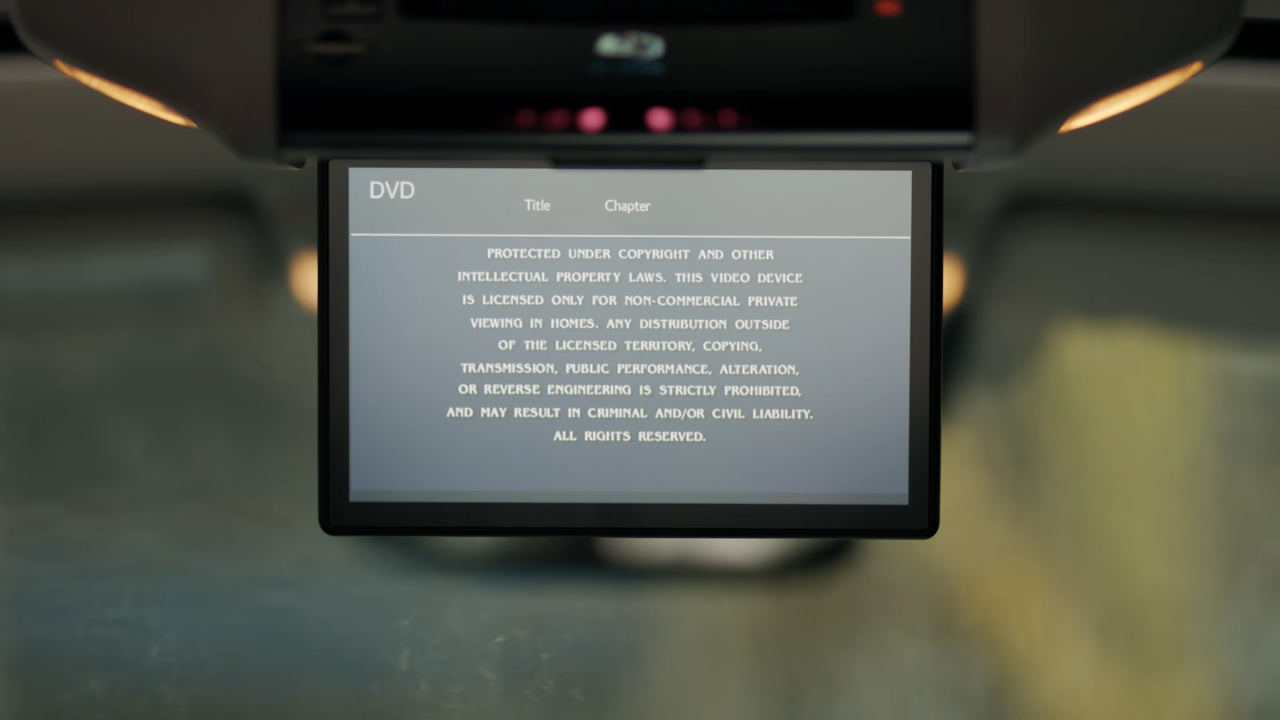 DVD
Title Chapter
PROTECTED UNDER COPYRIGHT AND OTHER
INTELLECTUAL PROPERTY LAWS. THIS VIDEO DEVICE
IS LICENSED ONLY FOR NON-COMMERCIAL PRIVATE
VIEWING IN HOMES. ANY DISTRIBUTION OUTSIDE
OF THE LICENSED TERRITORY, COPYING,
TRANSMISSION, PUBLIC PERFORMANCE, ALTERATION,
OR REVERSE ENGINEERING IS STRICTLY PROHIBITED,
AND MAY RESULT IN CRIMINAL AND/OR CIVIL LIABILITY.
ALL RIGHTS RESERVED.